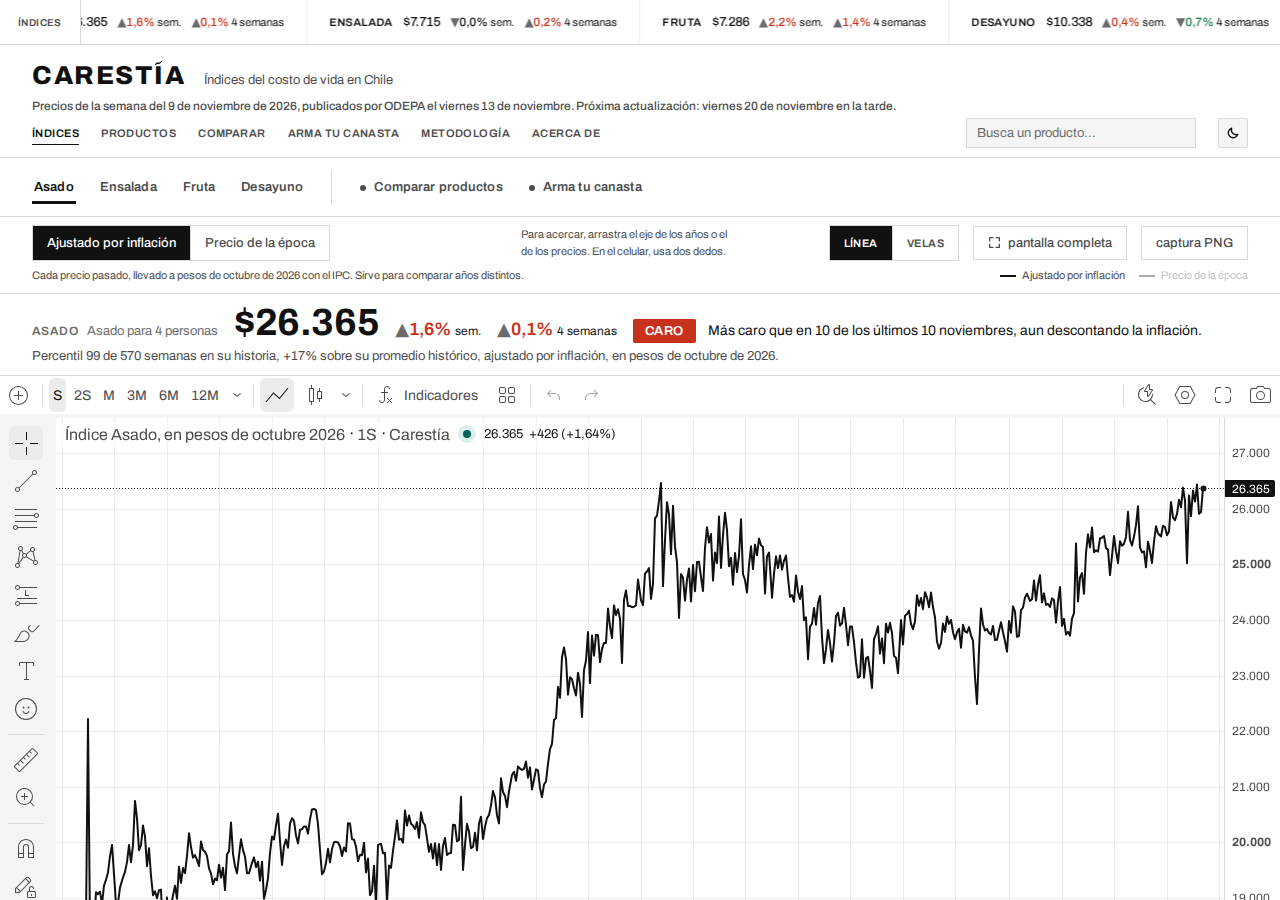 ÍNDICES
.365 ▲1,6% sem. ▲0,1% 4 semanas
ENSALADA $7.715 ▼0,0% sem. ▲0,2% 4 semanas
FRUTA $7.286 ▲2,2% sem. ▲1,4% 4 semanas
DESAYUNO $10.338 ▲0,4% sem. ▼0,7% 4 semanas
CARESTÍA Índices del costo de vida en Chile
Precios de la semana del 9 de noviembre de 2026, publicados por ODEPA el viernes 13 de noviembre. Próxima actualización: viernes 20 de noviembre en la tarde.
ÍNDICES PRODUCTOS COMPARAR ARMA TU CANASTA METODOLOGÍA ACERCA DE
Busca un producto...
Asado Ensalada Fruta Desayuno
• Comparar productos • Arma tu canasta
Ajustado por inflación Precio de la época
Para acercar, arrastra el eje de los años o el
de los precios. En el celular, usa dos dedos.
LÍNEA VELAS
pantalla completa
captura PNG
Cada precio pasado, llevado a pesos de octubre de 2026 con el IPC. Sirve para comparar años distintos.
Ajustado por inflación Precio de la época
ASADO Asado para 4 personas $26.365 ▲1,6% sem. ▲0,1% 4 semanas CARO Más caro que en 10 de los últimos 10 noviembres, aun descontando la inflación.
Percentil 99 de 570 semanas en su historia, +17% sobre su promedio histórico, ajustado por inflación, en pesos de octubre de 2026.
S 2S M 3M 6M 12M
Indicadores
Índice Asado, en pesos de octubre 2026 · 1S · Carestía 26.365 +426 (+1,64%)
27.000
26.365
26.000
25.000
24.000
23.000
22.000
21.000
20.000
19.000